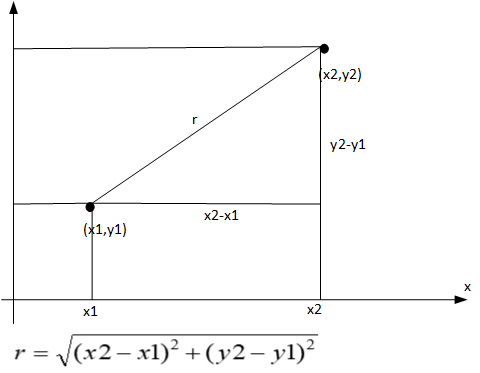 (x2,y2)
r
y2-y1
x2-x1
(x1,y1)
x
x1
x2
r = √(x2 − x1)² + (y2 − y1)²